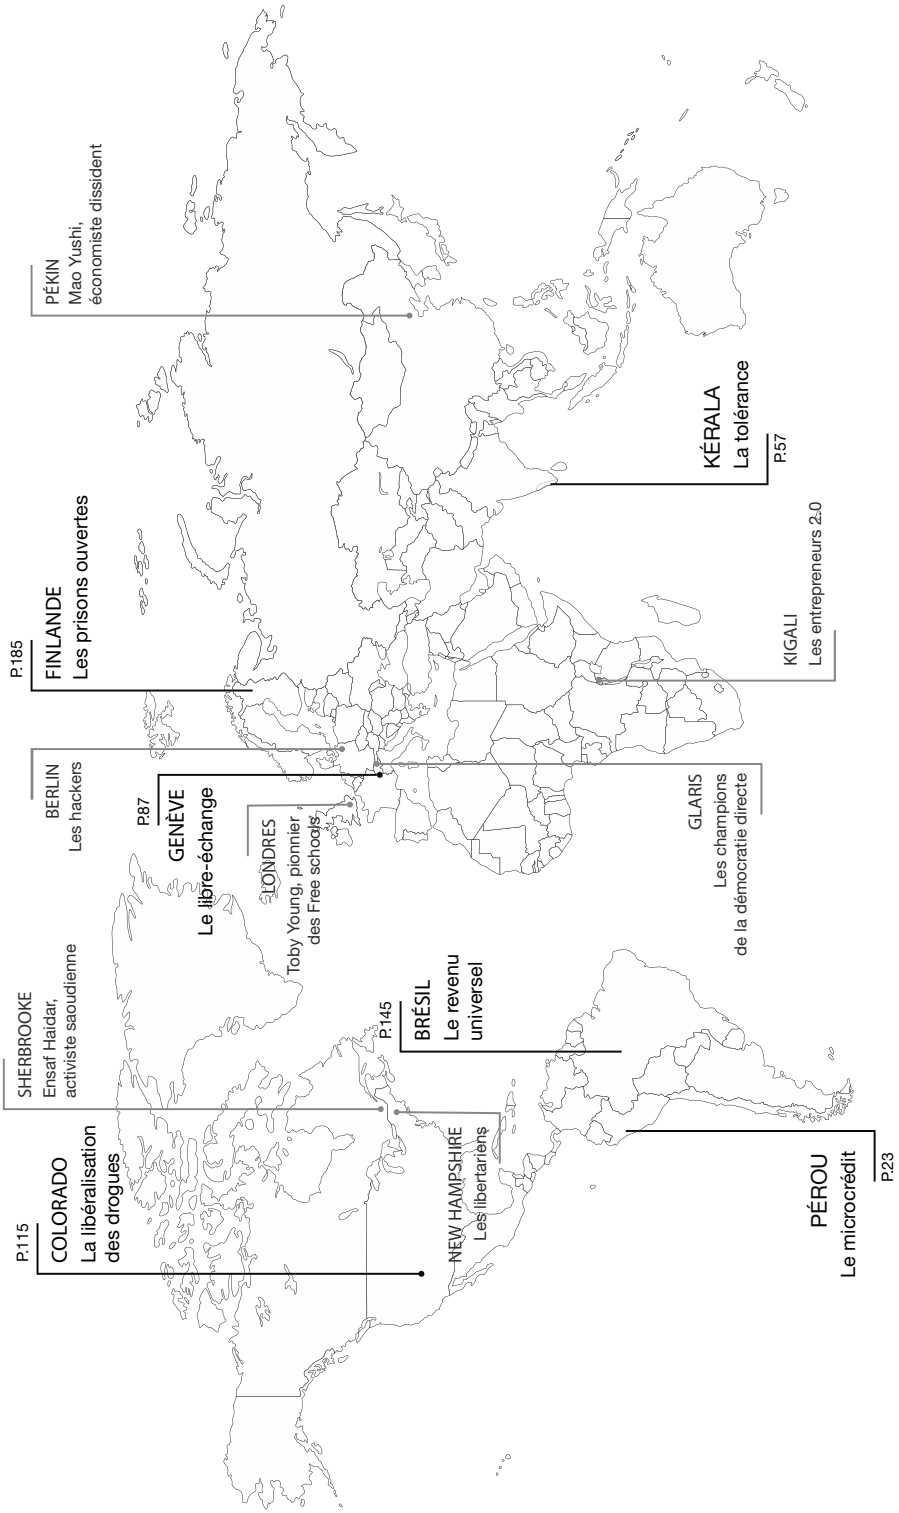 P.115
COLORADO
La libéralisation
des drogues
SHERBROOKE
Ensaf Haidar,
activiste saoudienne
NEW HAMPSHIRE
Les libertariens
PÉROU
Le microcrédit
P.23
P.145
BRÉSIL
Le revenu
universel
P.87
GENÈVE
Le libre-échange
LONDRES
Toby Young, pionnier
des Free schools
BERLIN
Les hackers
GLARIS
Les champions
de la démocratie directe
P.185
FINLANDE
Les prisons ouvertes
KIGALI
Les entrepreneurs 2.0
KÉRALA
La tolérance
P.57
PÉKIN
Mao Yushi,
économiste dissident